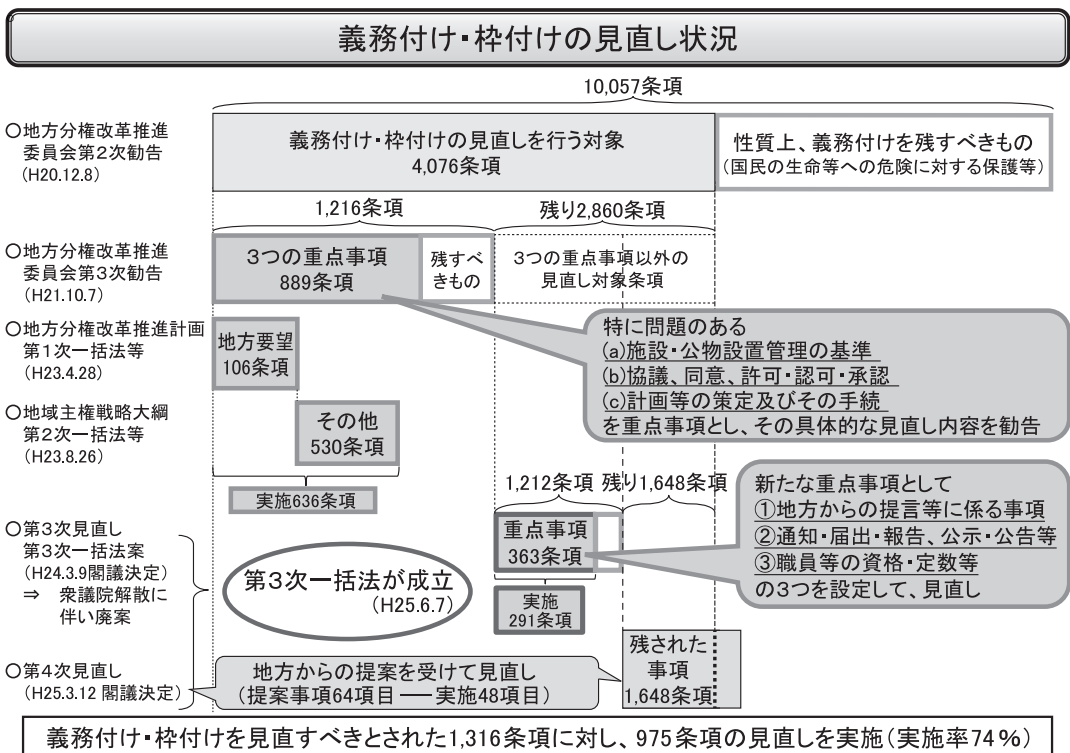 義務付け・枠付けの見直し状況
10,057条項
○地方分権改革推進
委員会第2次勧告
(H20.12.8)
義務付け・枠付けの見直しを行う対象
4,076条項
性質上、義務付けを残すべきもの
(国民の生命等への危険に対する保護等)
1,216条項
残り2,860条項
○地方分権改革推進
委員会第3次勧告
(H21.10.7)
3つの重点事項
889条項
残すべ
きもの
3つの重点事項以外の
見直し対象条項
特に問題のある
(a)施設・公物設置管理の基準
(b)協議、同意、許可・認可・承認
(c)計画等の策定及びその手続
を重点事項とし、その具体的な見直し内容を勧告
○地方分権改革推進計画
第1次一括法等
(H23.4.28)
地方要望
106条項
○地域主権戦略大綱
第2次一括法等
(H23.8.26)
その他
530条項
実施636条項
1,212条項
残り1,648条項
新たな重点事項として
①地方からの提言等に係る事項
②通知・届出・報告、公示・公告等
③職員等の資格・定数等
の3つを設定して、見直し
○第3次見直し
第3次一括法案
(H24.3.9閣議決定)
⇒ 衆議院解散に
伴い廃案
第3次一括法が成立
(H25.6.7)
重点事項
363条項
実施
291条項
○第4次見直し
(H25.3.12 閣議決定)
地方からの提案を受けて見直し
(提案事項64項目 ― 実施48項目)
残された
事項
1,648条項
義務付け・枠付けを見直すべきとされた1,316条項に対し、975条項の見直しを実施(実施率74%)